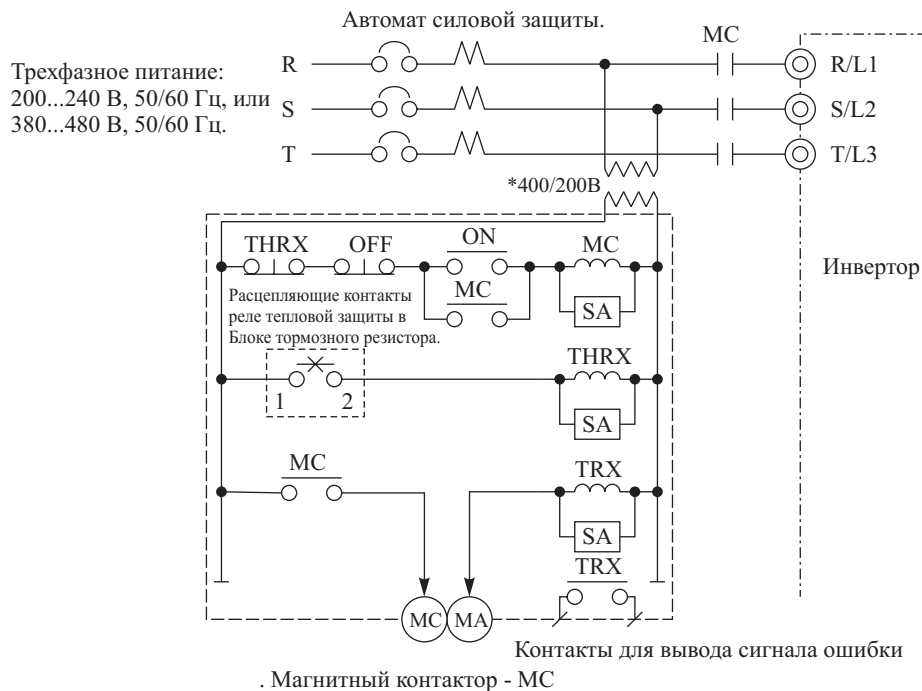 Автомат силовой защиты.
MC
Трехфазное питание:
200...240 В, 50/60 Гц, или
380...480 В, 50/60 Гц.
R
R/L1
S
S/L2
T
T/L3
*400/200В
THRX
OFF
ON
MC
MC
SA
Инвертор
Расцепляющие контакты
реле тепловой защиты в
Блоке тормозного резистора.
THRX
1
2
SA
MC
TRX
SA
TRX
MC
MA
Контакты для вывода сигнала ошибки
. Магнитный контактор - MC